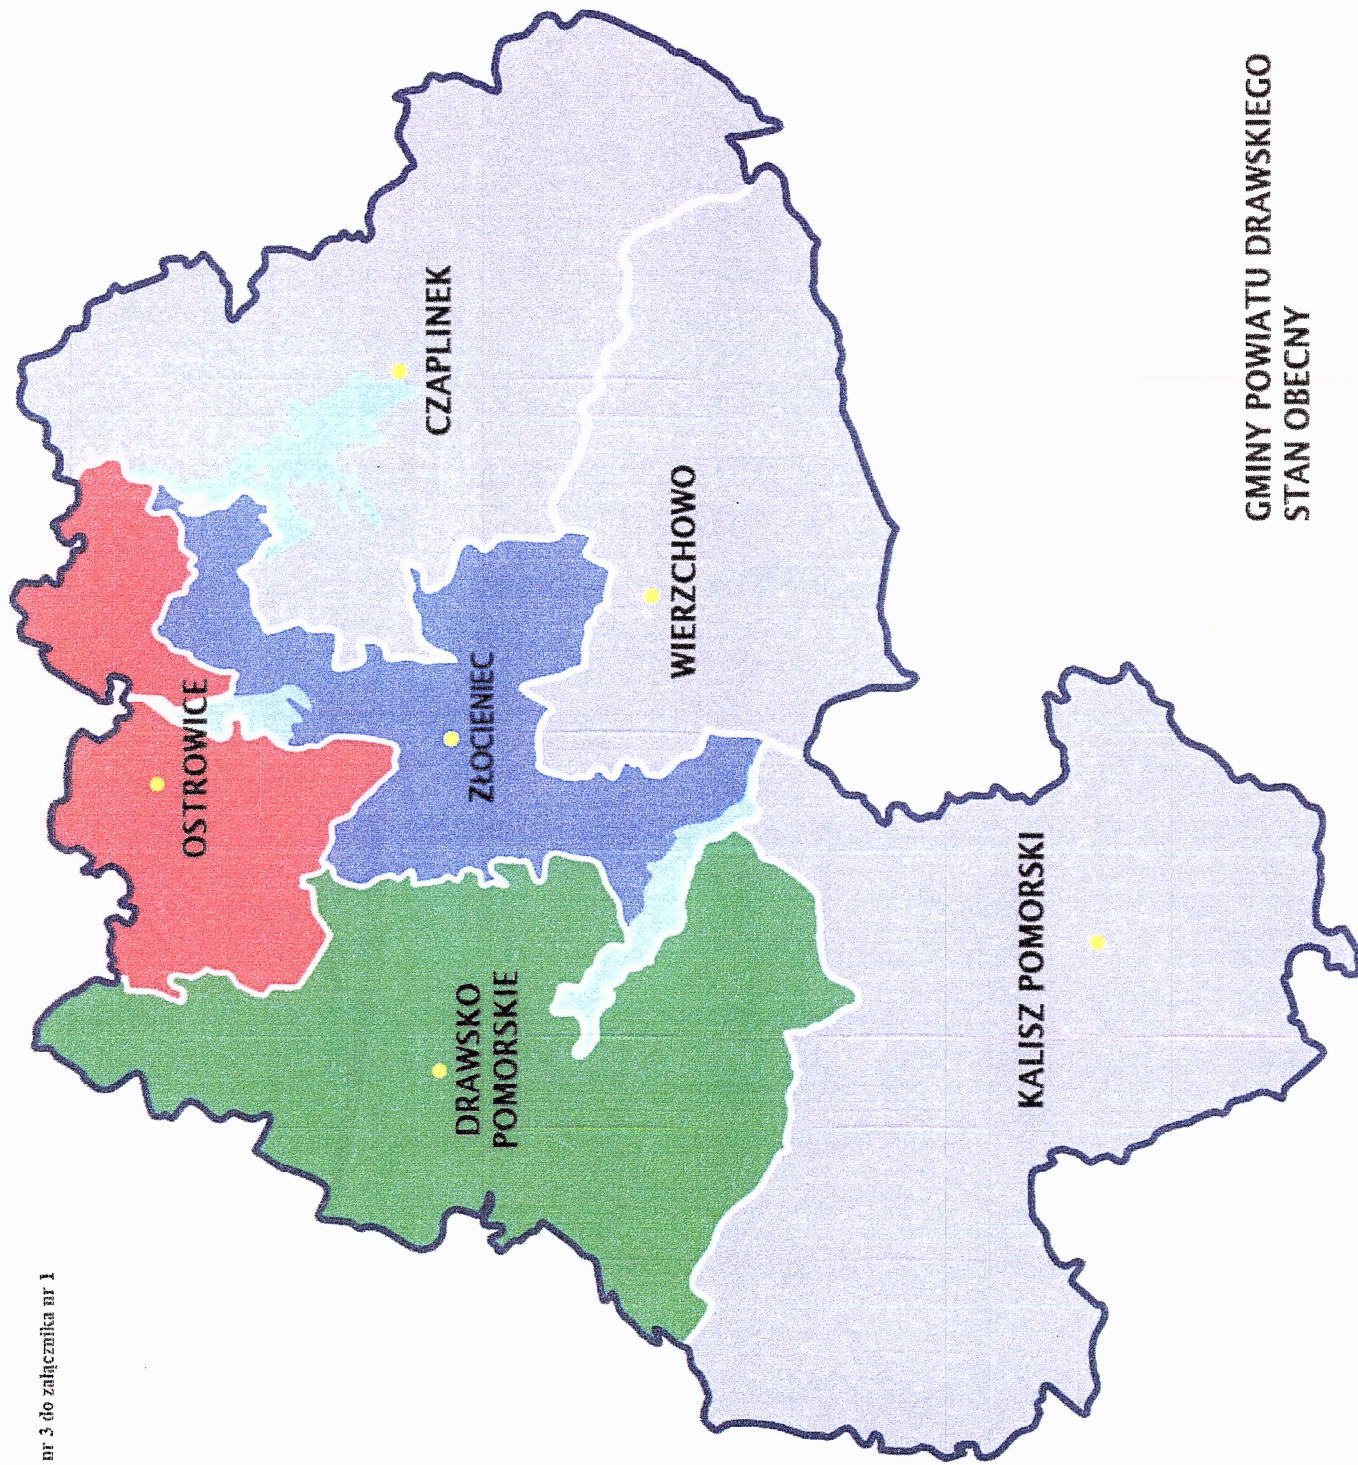 nr 3 do załącznika nr 1
OSTROWICE
CZAPLINEK
ZŁOCIENIEC
DRAWSKO
POMORSKIE
WIERZCHOWO
KALISZ POMORSKI
GMINY POWIATU DRAWSKIEGO
STAN OBECNY